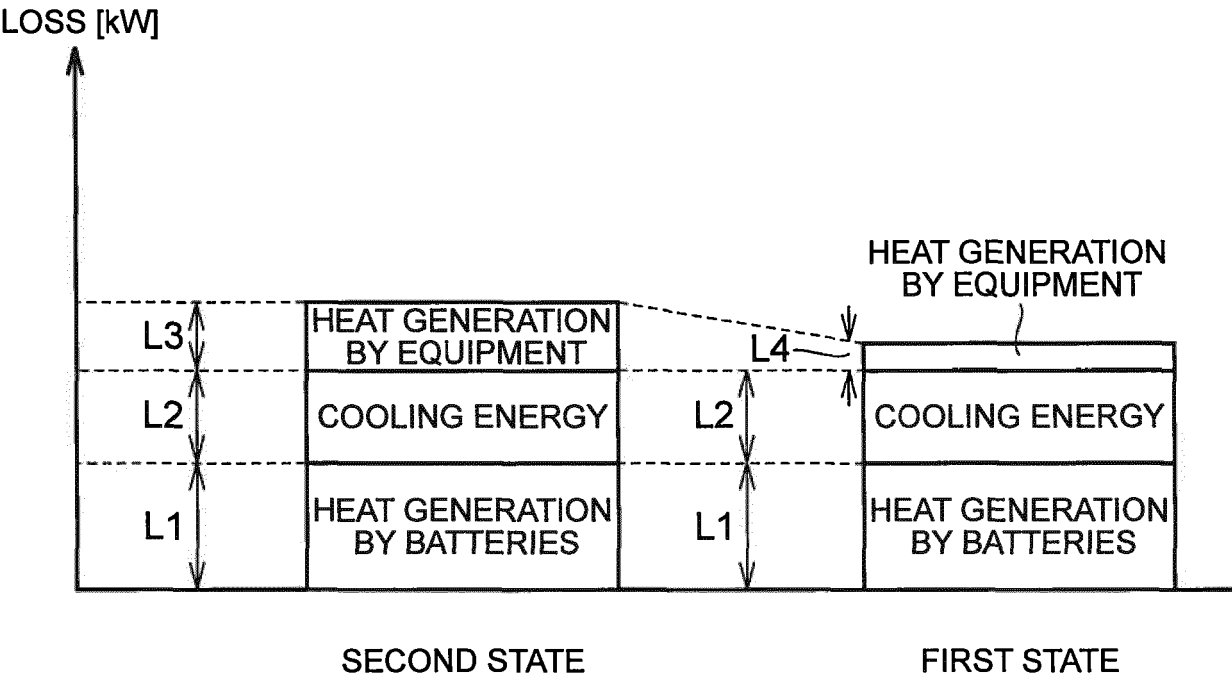 LOSS [kW]
HEAT GENERATION
BY EQUIPMENT
L3
HEAT GENERATION
BY EQUIPMENT
L4
L2
COOLING ENERGY
L2
COOLING ENERGY
L1
HEAT GENERATION
BY BATTERIES
L1
HEAT GENERATION
BY BATTERIES
SECOND STATE
FIRST STATE